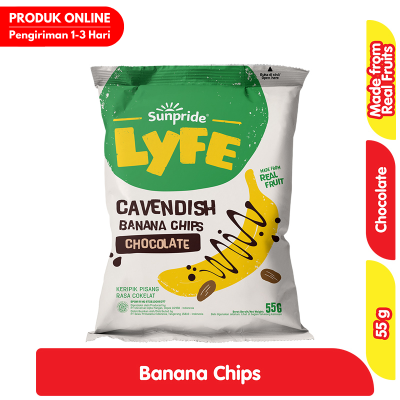 PRODUK ONLINE
Pengiriman 1-3 Hari
Sunpride
LYFE
MADE FROM
REAL
FRUIT
CAVENDISH
BANANA CHIPS
CHOCOLATE
KERIPIK PISANG
RASA COKELAT
55G
Made from
Real Fruits
Chocolate
55 g
Banana Chips